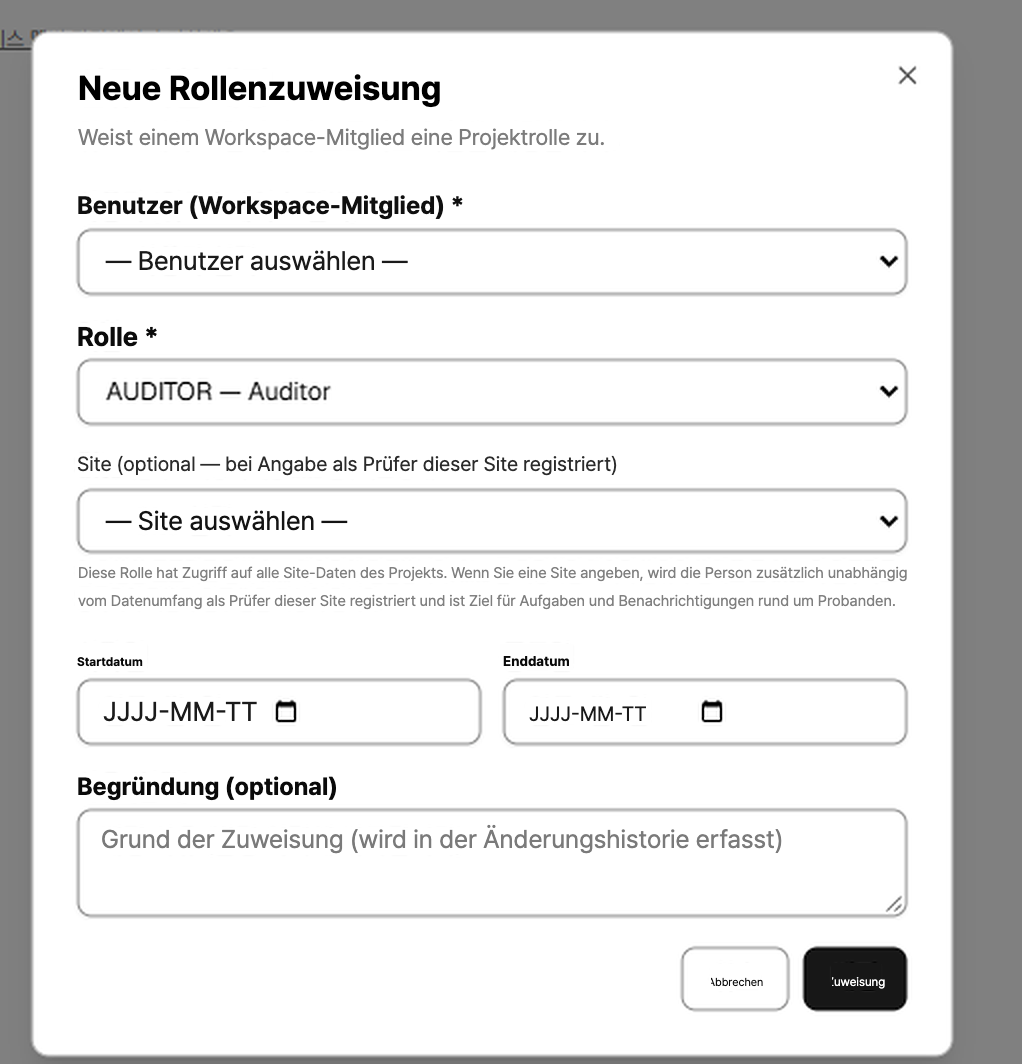 Neue Rollenzuweisung
Weist einem Workspace-Mitglied eine Projektrolle zu.
Benutzer (Workspace-Mitglied) *
— Benutzer auswählen —
Rolle *
AUDITOR — Auditor
Site (optional — bei Angabe als Prüfer dieser Site registriert)
— Site auswählen —
Diese Rolle hat Zugriff auf alle Site-Daten des Projekts. Wenn Sie eine Site angeben, wird die Person zusätzlich unabhängig
vom Datenumfang als Prüfer dieser Site registriert und ist Ziel für Aufgaben und Benachrichtigungen rund um Probanden.
Startdatum
Enddatum
JJJJ-MM-TT
JJJJ-MM-TT
Begründung (optional)
Grund der Zuweisung (wird in der Änderungshistorie erfasst)
Abbrechen
Zuweisung